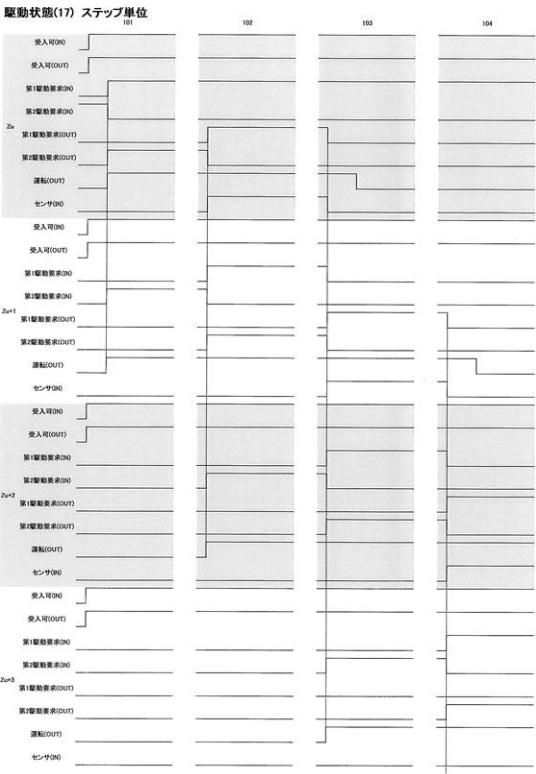 駆動状態(17) ステップ単位
101 102 103 104
Zu
受入可(IN)
受入可(OUT)
第1駆動要求(IN)
第2駆動要求(IN)
第1駆動要求(OUT)
第2駆動要求(OUT)
運転(OUT)
センサ(IN)
Zu+1
受入可(IN)
受入可(OUT)
第1駆動要求(IN)
第2駆動要求(IN)
第1駆動要求(OUT)
第2駆動要求(OUT)
運転(OUT)
センサ(IN)
Zu+2
受入可(IN)
受入可(OUT)
第1駆動要求(IN)
第2駆動要求(IN)
第1駆動要求(OUT)
第2駆動要求(OUT)
運転(OUT)
センサ(IN)
Zu+3
受入可(IN)
受入可(OUT)
第1駆動要求(IN)
第2駆動要求(IN)
第1駆動要求(OUT)
第2駆動要求(OUT)
運転(OUT)
センサ(IN)